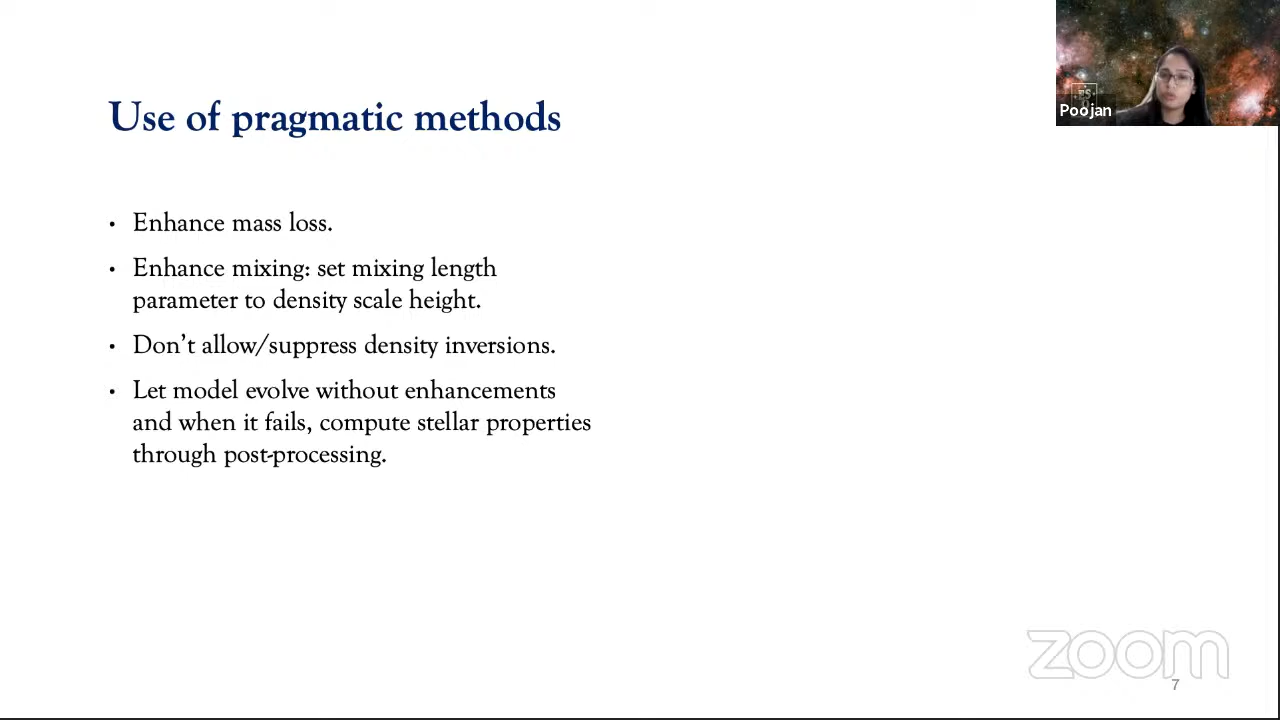 Use of pragmatic methods
Poojan
• Enhance mass loss.
• Enhance mixing: set mixing length
parameter to density scale height.
• Don’t allow/suppress density inversions.
• Let model evolve without enhancements
and when it fails, compute stellar properties
through post-processing.
zoom
7